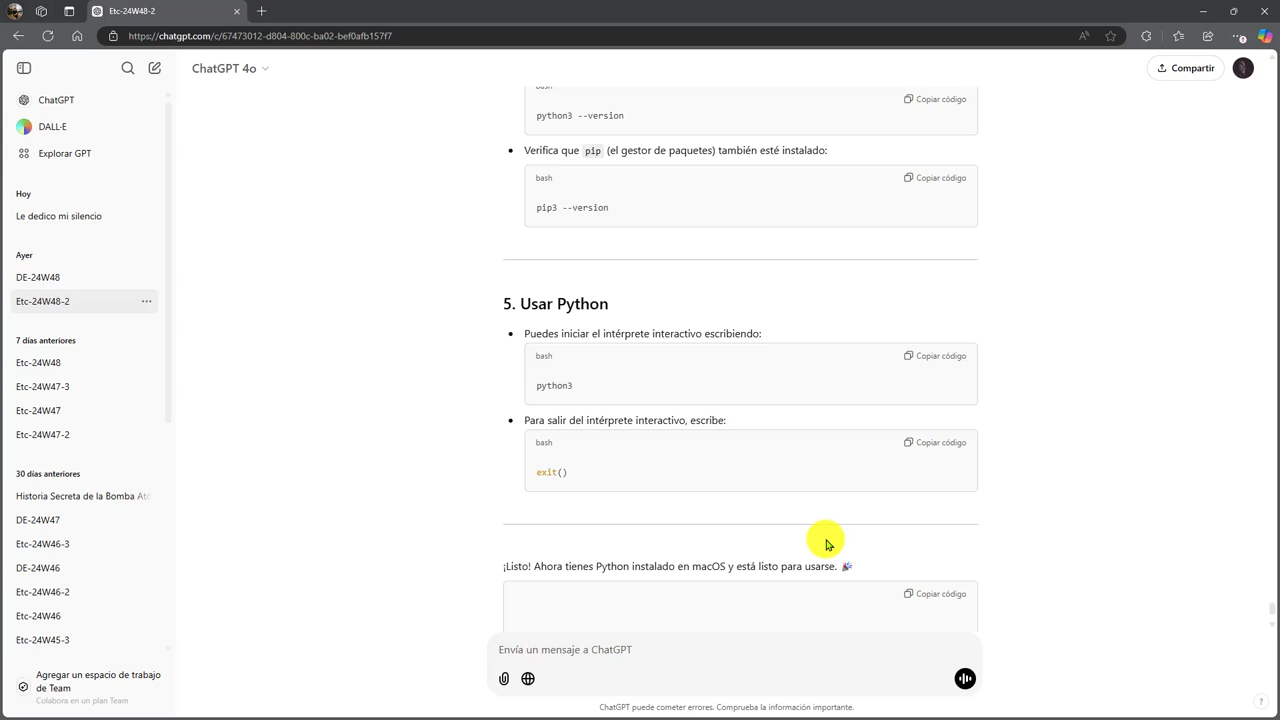 Etc-24W48-2
https://chatgpt.com/c/67473012-d804-800c-ba02-bef0afb157f7
ChatGPT 4o
Compartir
ChatGPT
DALL-E
Explorar GPT
Hoy
Le dedico mi silencio
Ayer
DE-24W48
Etc-24W48-2
7 días anteriores
Etc-24W48
Etc-24W47-3
Etc-24W47
Etc-24W47-2
30 días anteriores
Historia Secreta de la Bomba Ató
DE-24W47
Etc-24W46-3
DE-24W46
Etc-24W46-2
Etc-24W46
Etc-24W45-3
Agregar un espacio de trabajo
de Team
Colabora en un plan Team
bash
Copiar código
python3 --version
Verifica que pip (el gestor de paquetes) también esté instalado:
bash
Copiar código
pip3 --version
5. Usar Python
Puedes iniciar el intérprete interactivo escribiendo:
bash
Copiar código
python3
Para salir del intérprete interactivo, escribe:
bash
Copiar código
exit()
¡Listo! Ahora tienes Python instalado en macOS y está listo para usarse. 🎉
Copiar código
Envía un mensaje a ChatGPT
ChatGPT puede cometer errores. Comprueba la información importante.
?